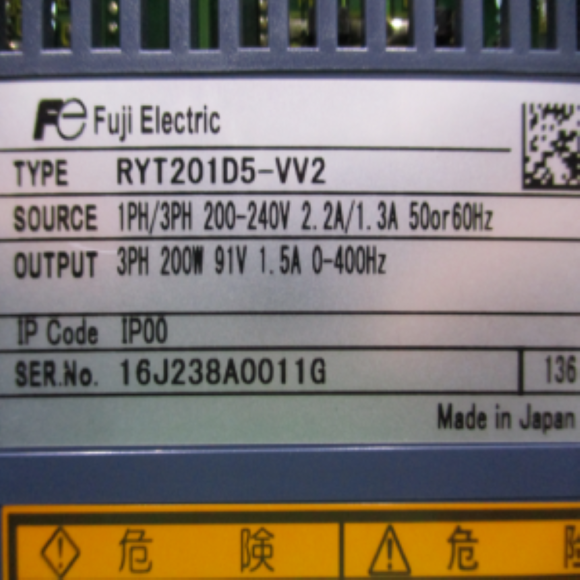 Fe Fuji Electric
TYPE RYT201D5-VV2
SOURCE 1PH/3PH 200-240V 2.2A/1.3A 50or60Hz
OUTPUT 3PH 200W 91V 1.5A 0-400Hz
IP Code IP00
SER.No. 16J238A0011G 136
Made in Japan
危険 危